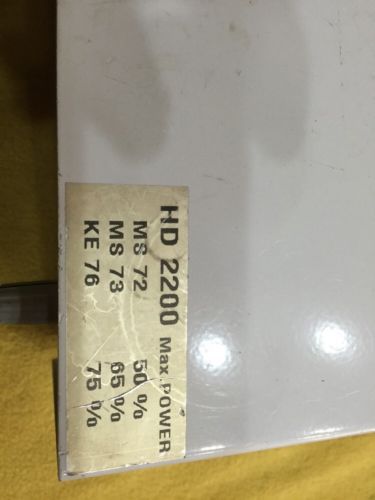 HD 2200 Max. POWER
MS 72 50 %
MS 73 65 %
KE 76 75 %